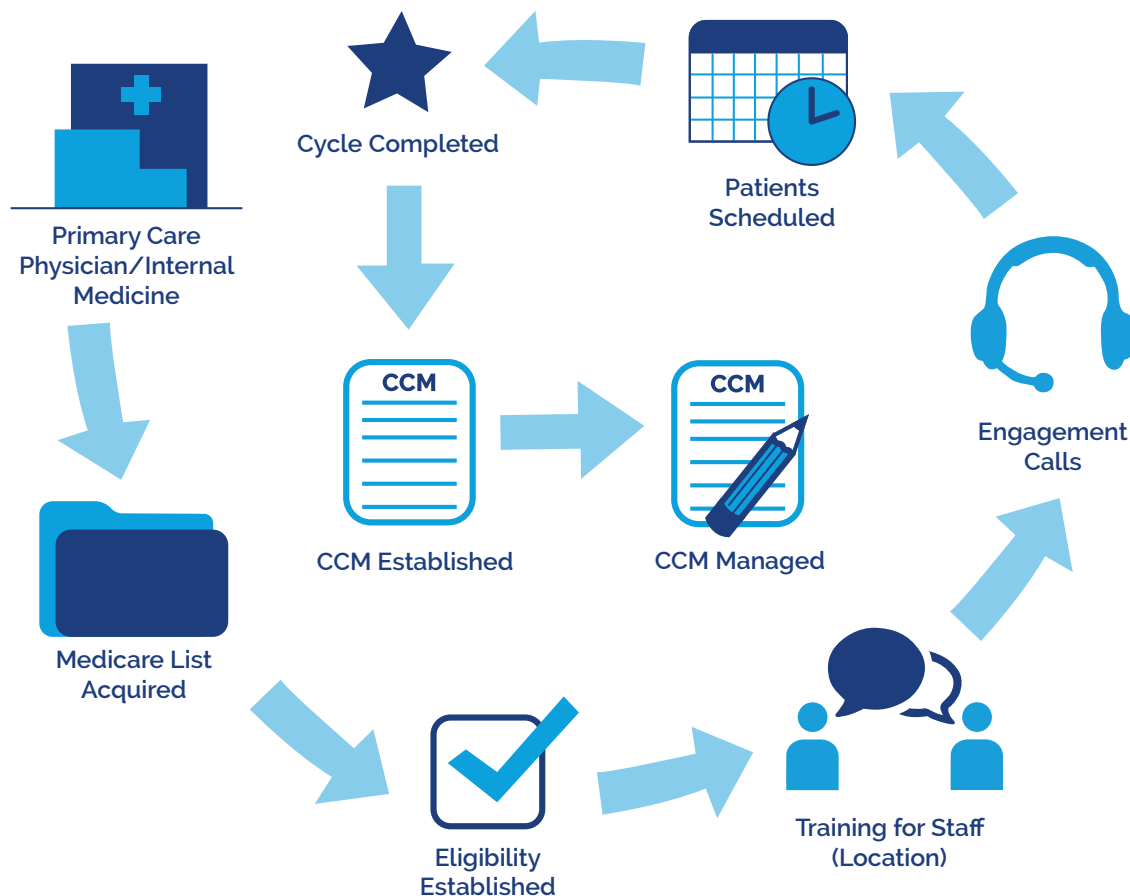 Primary Care
Physician/Internal
Medicine
Medicare List
Acquired
Eligibility
Established
Training for Staff
(Location)
Engagement
Calls
Patients
Scheduled
Cycle Completed
CCM
CCM Established
CCM
CCM Managed